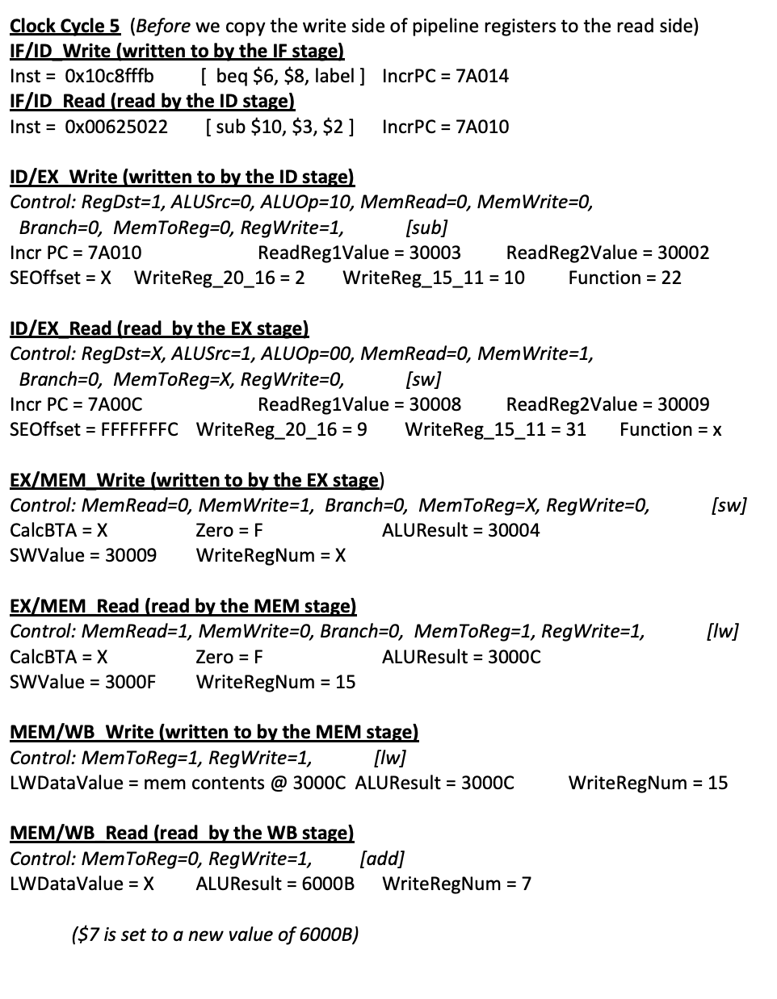 Clock Cycle 5 (Before we copy the write side of pipeline registers to the read side)
IF/ID_Write (written to by the IF stage)
Inst = 0x10c8fffb [ beq $6, $8, label ] IncrPC = 7A014
IF/ID_Read (read by the ID stage)
Inst = 0x00625022 [ sub $10, $3, $2 ] IncrPC = 7A010
ID/EX_Write (written to by the ID stage)
Control: RegDst=1, ALUSrc=0, ALUOp=10, MemRead=0, MemWrite=0,
Branch=0, MemToReg=0, RegWrite=1, [sub]
Incr PC = 7A010 ReadReg1Value = 30003 ReadReg2Value = 30002
SEOffset = X WriteReg_20_16 = 2 WriteReg_15_11 = 10 Function = 22
ID/EX_Read (read by the EX stage)
Control: RegDst=X, ALUSrc=1, ALUOp=00, MemRead=0, MemWrite=1,
Branch=0, MemToReg=X, RegWrite=0, [sw]
Incr PC = 7A00C ReadReg1Value = 30008 ReadReg2Value = 30009
SEOffset = FFFFFFFC WriteReg_20_16 = 9 WriteReg_15_11 = 31 Function = x
EX/MEM_Write (written to by the EX stage)
Control: MemRead=0, MemWrite=1, Branch=0, MemToReg=X, RegWrite=0, [sw]
CalcBTA = X Zero = F ALUResult = 30004
SWValue = 30009 WriteRegNum = X
EX/MEM_Read (read by the MEM stage)
Control: MemRead=1, MemWrite=0, Branch=0, MemToReg=1, RegWrite=1, [lw]
CalcBTA = X Zero = F ALUResult = 3000C
SWValue = 3000F WriteRegNum = 15
MEM/WB_Write (written to by the MEM stage)
Control: MemToReg=1, RegWrite=1, [lw]
LWDataValue = mem contents @ 3000C ALUResult = 3000C WriteRegNum = 15
MEM/WB_Read (read by the WB stage)
Control: MemToReg=0, RegWrite=1, [add]
LWDataValue = X ALUResult = 6000B WriteRegNum = 7
($7 is set to a new value of 6000B)